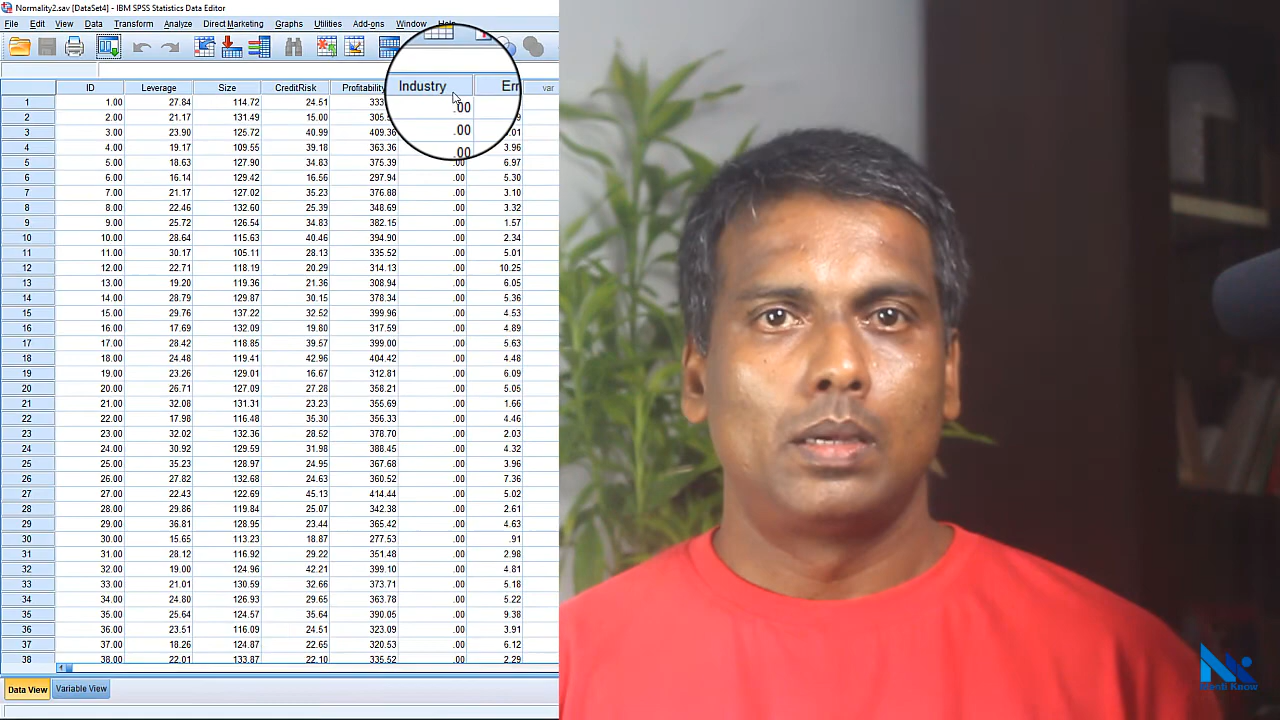 Normality2.sav [DataSet4] - IBM SPSS Statistics Data Editor
File Edit View Data Transform Analyze Direct Marketing Graphs Utilities Add-ons Window Help
ID Leverage Size CreditRisk Profitability Industry Err var
1 1.00 27.84 114.72 24.51 333 .00
2 2.00 21.17 131.49 15.00 305. .00 9
3 3.00 23.90 125.72 40.99 409.36 .01
4 4.00 19.17 109.55 39.18 363.36 .00 3.96
5 5.00 18.63 127.90 34.83 375.39 .00 6.97
6 6.00 16.14 129.42 16.56 297.94 .00 5.30
7 7.00 21.17 127.02 35.23 376.88 .00 3.10
8 8.00 22.46 132.60 25.39 348.69 .00 3.32
9 9.00 25.72 126.54 34.83 382.15 .00 1.57
10 10.00 28.64 115.63 40.46 394.90 .00 2.34
11 11.00 30.17 105.11 28.13 335.52 .00 5.01
12 12.00 22.71 118.19 20.29 314.13 .00 10.25
13 13.00 19.20 119.36 21.36 308.94 .00 6.05
14 14.00 28.79 129.87 30.15 378.34 .00 5.36
15 15.00 29.76 137.22 32.52 399.96 .00 4.53
16 16.00 17.69 132.09 19.80 317.59 .00 4.89
17 17.00 28.42 118.85 39.57 399.00 .00 5.63
18 18.00 24.48 119.41 42.96 404.42 .00 4.48
19 19.00 23.26 129.01 16.67 312.81 .00 6.09
20 20.00 26.71 127.09 27.28 358.21 .00 5.05
21 21.00 32.08 131.31 23.23 355.69 .00 1.66
22 22.00 17.98 116.48 35.30 356.33 .00 4.46
23 23.00 32.02 132.36 28.52 378.70 .00 2.03
24 24.00 30.92 129.59 31.98 388.45 .00 4.32
25 25.00 35.23 128.97 24.95 367.68 .00 3.96
26 26.00 27.82 132.68 24.63 360.52 .00 7.36
27 27.00 22.43 122.69 45.13 414.44 .00 5.02
28 28.00 29.86 119.84 25.07 342.38 .00 2.61
29 29.00 36.81 128.95 23.44 365.42 .00 4.63
30 30.00 15.65 113.23 18.87 277.53 .00 .91
31 31.00 28.12 116.92 29.22 351.48 .00 2.98
32 32.00 19.00 124.96 42.21 399.10 .00 4.81
33 33.00 21.01 130.59 32.66 373.71 .00 5.18
34 34.00 24.80 126.93 29.65 363.78 .00 5.22
35 35.00 25.64 124.57 35.64 390.05 .00 9.38
36 36.00 23.51 116.09 24.51 323.09 .00 3.91
37 37.00 18.26 124.87 22.65 320.53 .00 6.12
38 38.00 22.01 133.87 22.10 335.52 .00 2.29
Data View Variable View